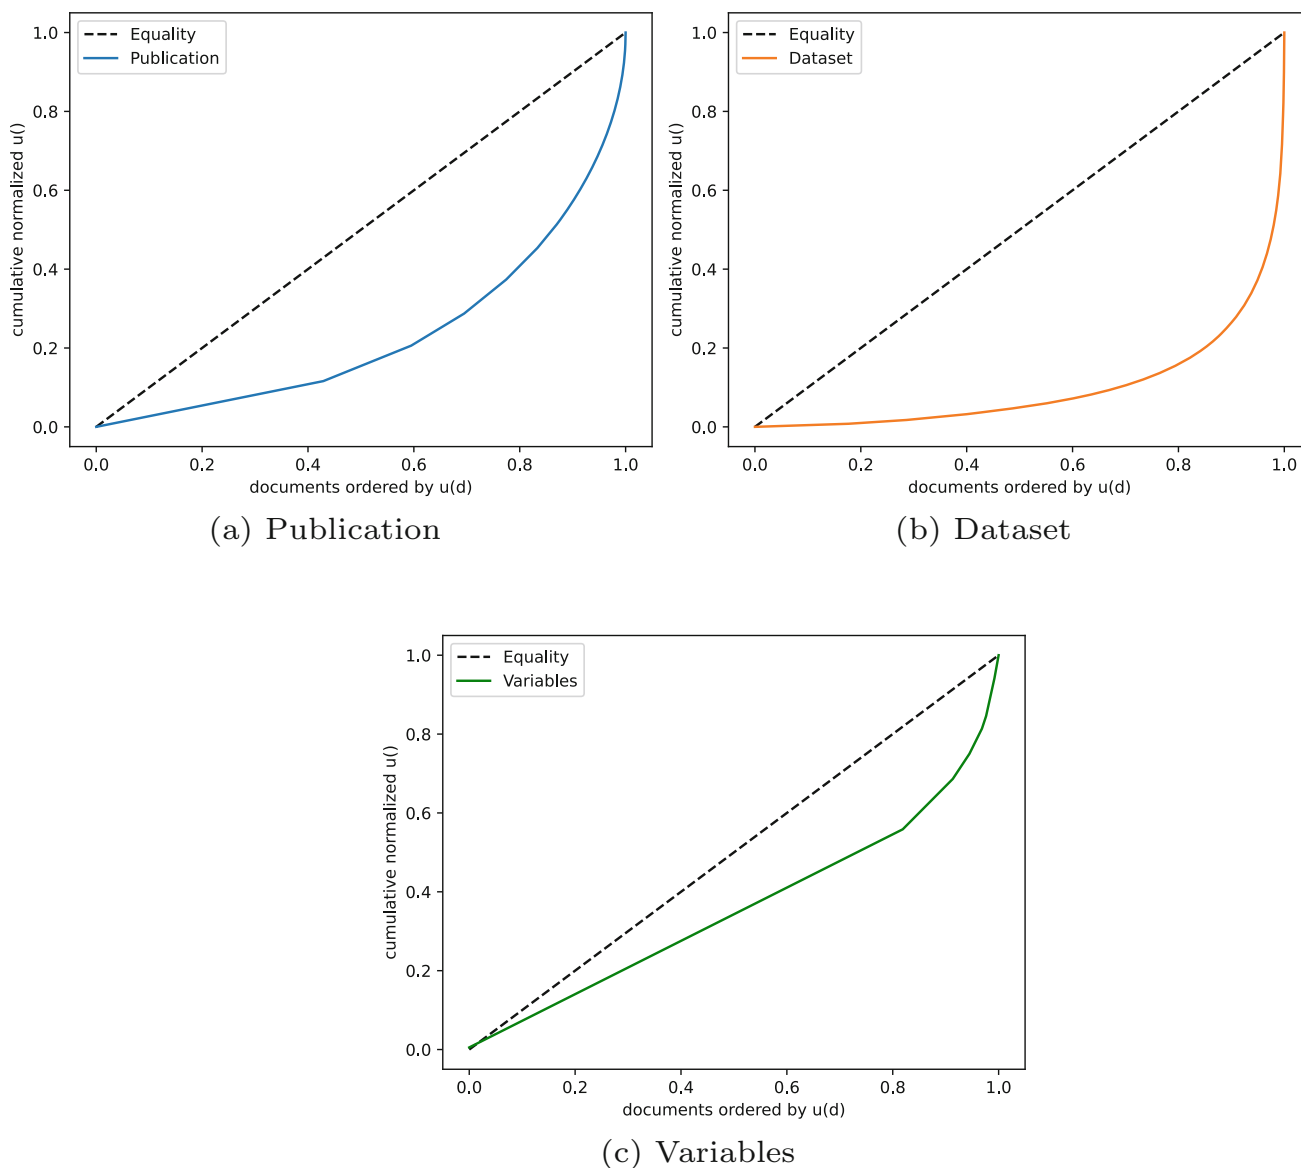 Equality
Publication
1.0
0.8
0.6
0.4
0.2
0.0
cumulative normalized u()
0.0 0.2 0.4 0.6 0.8 1.0
documents ordered by u(d)
(a) Publication
Equality
Dataset
1.0
0.8
0.6
0.4
0.2
0.0
cumulative normalized u()
0.0 0.2 0.4 0.6 0.8 1.0
documents ordered by u(d)
(b) Dataset
Equality
Variables
1.0
0.8
0.6
0.4
0.2
0.0
cumulative normalized u()
0.0 0.2 0.4 0.6 0.8 1.0
documents ordered by u(d)
(c) Variables